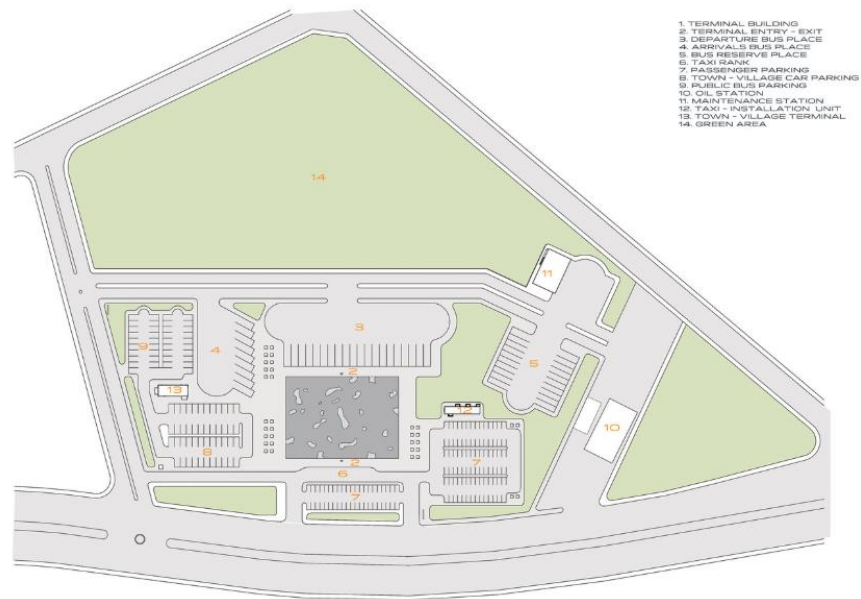 1. TERMINAL BUILDING
2. TERMINAL ENTRY - EXIT
3. DEPARTURE BUS PLACE
4. ARRIVALS BUS PLACE
5. BUS RESERVE PLACE
6. TAXI RANK
7. PASSENGER PARKING
8. TOWN - VILLAGE CAR PARKING
9. PUBLIC BUS PARKING
10. OIL STATION
11. MAINTENANCE STATION
12. TAXI - INSTALLATION UNIT
13. TOWN - VILLAGE TERMINAL
14. GREEN AREA
14
11
3
9
4
5
2
13
12
10
8
2
7
6
7